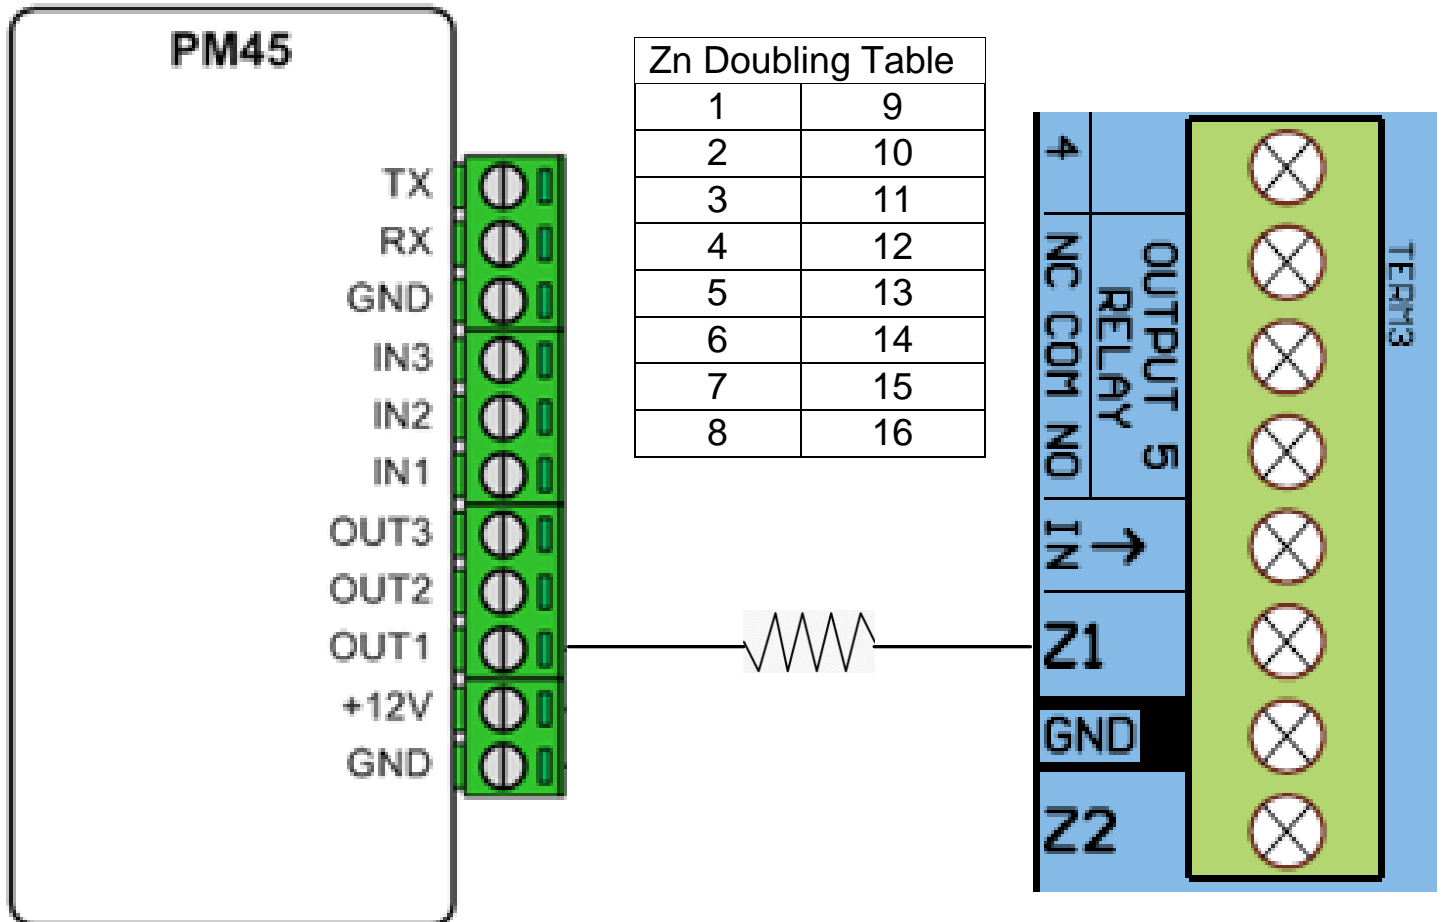 PM45
TX
RX
GND
IN3
IN2
IN1
OUT3
OUT2
OUT1
+12V
GND
Zn Doubling Table
1 9
2 10
3 11
4 12
5 13
6 14
7 15
8 16
4
NC COM NO
OUTPUT 5
RELAY
IN
Z1
GND
Z2
TERM3